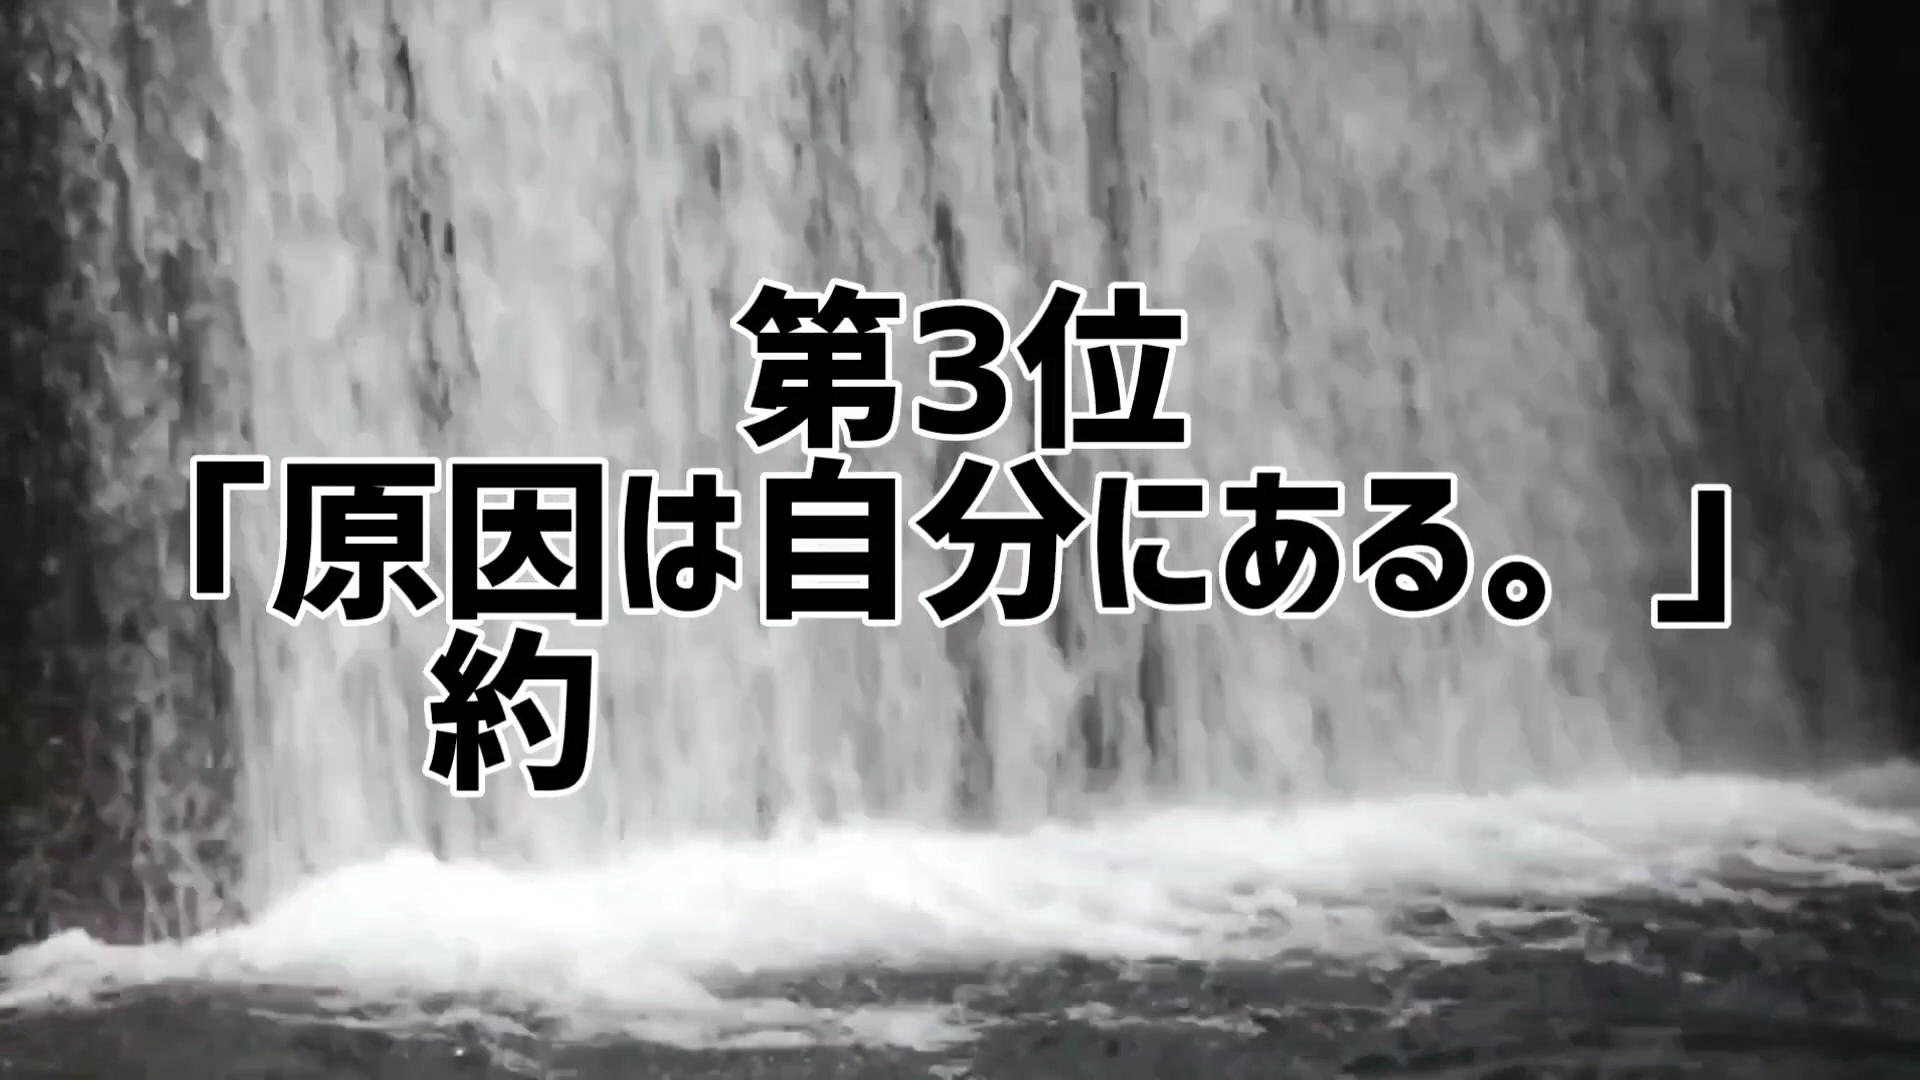 第3位
「原因は自分にある。」
約